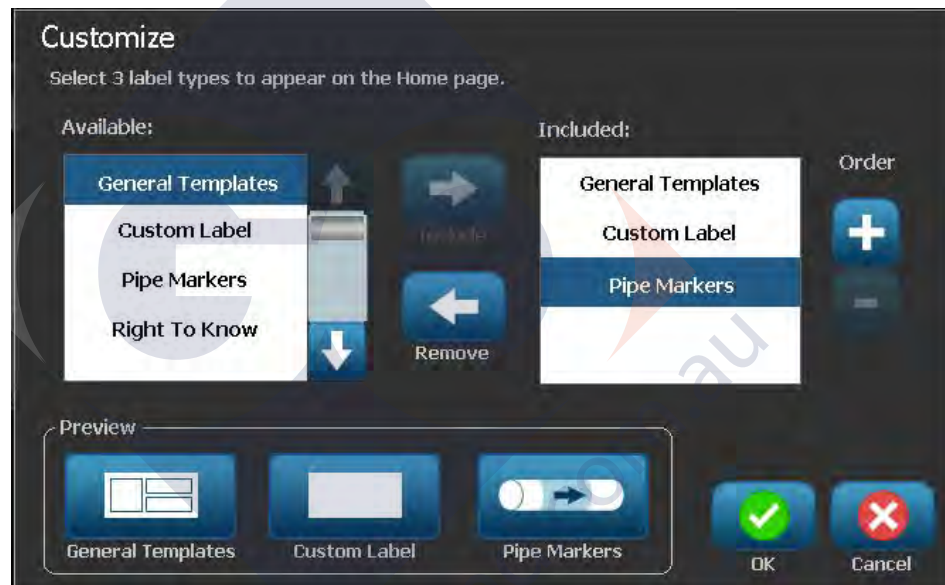 Customize
Select 3 label types to appear on the Home page.
Available:
Included:
General Templates
Custom Label
Pipe Markers
Right To Know
Include
Remove
General Templates
Custom Label
Pipe Markers
Order
Preview
General Templates
Custom Label
Pipe Markers
OK
Cancel